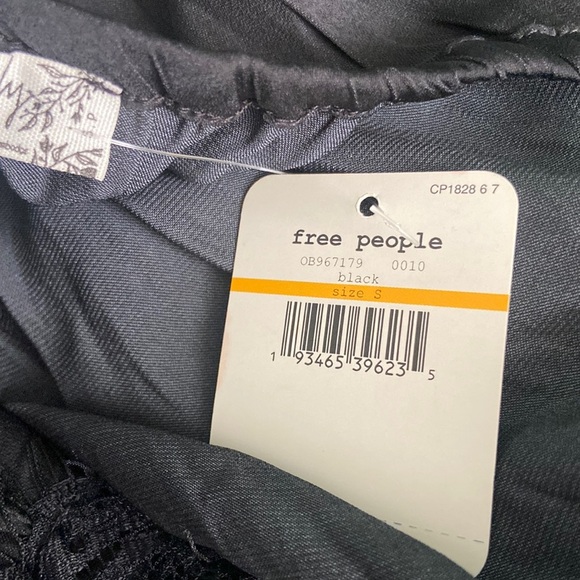 CP1828 6 7
free people
OB967179 0010
black
size S
1 93465 39623 5